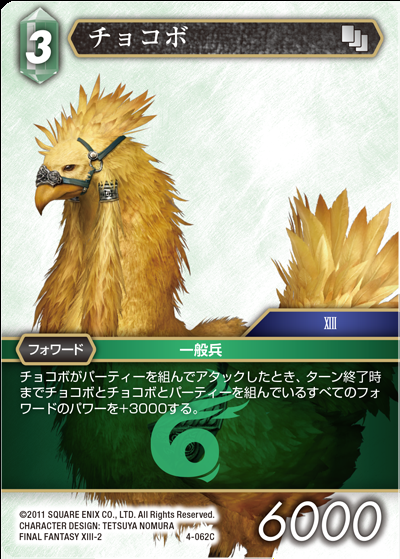 3
チョコボ
XIII
フォワード
一般兵
チョコボがパーティーを組んでアタックしたとき、ターン終了時
までチョコボとチョコボとパーティーを組んでいるすべてのフォ
ワードのパワーを+3000する。
©2011 SQUARE ENIX CO., LTD. All Rights Reserved.
CHARACTER DESIGN: TETSUYA NOMURA
FINAL FANTASY XIII-2
4-062C
6000